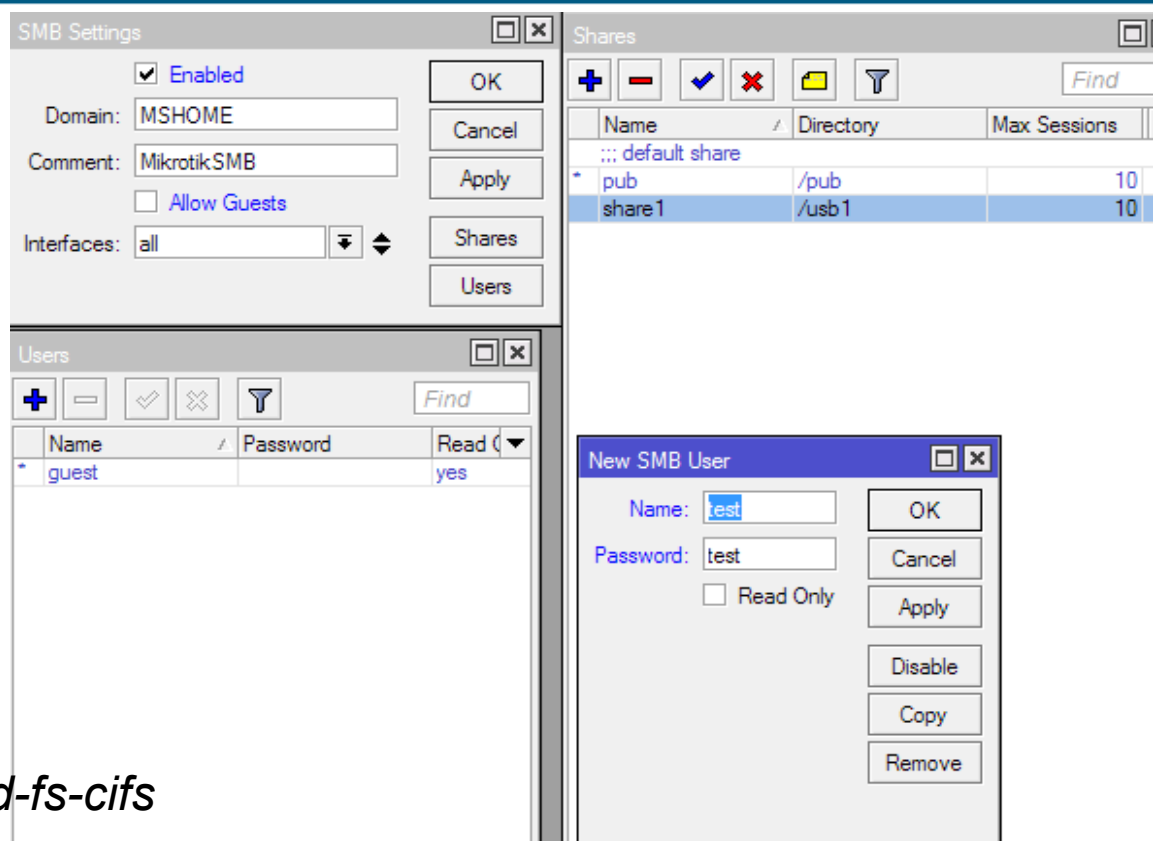 SMB Settings
Enabled
Domain: MSHOME
Comment: MikrotikSMB
Allow Guests
Interfaces: all
OK
Cancel
Apply
Shares
Users
Shares
Find
Name Directory Max Sessions
;;; default share
* pub /pub 10
share1 /usb1 10
Users
Find
Name Password Read
* guest yes
New SMB User
Name: test
Password: test
Read Only
OK
Cancel
Apply
Disable
Copy
Remove
d-fs-cifs